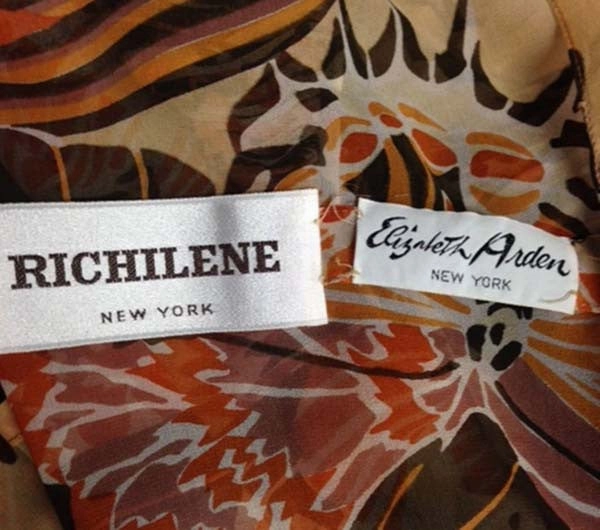 RICHILENE
NEW YORK
Elizabeth Arden
NEW YORK